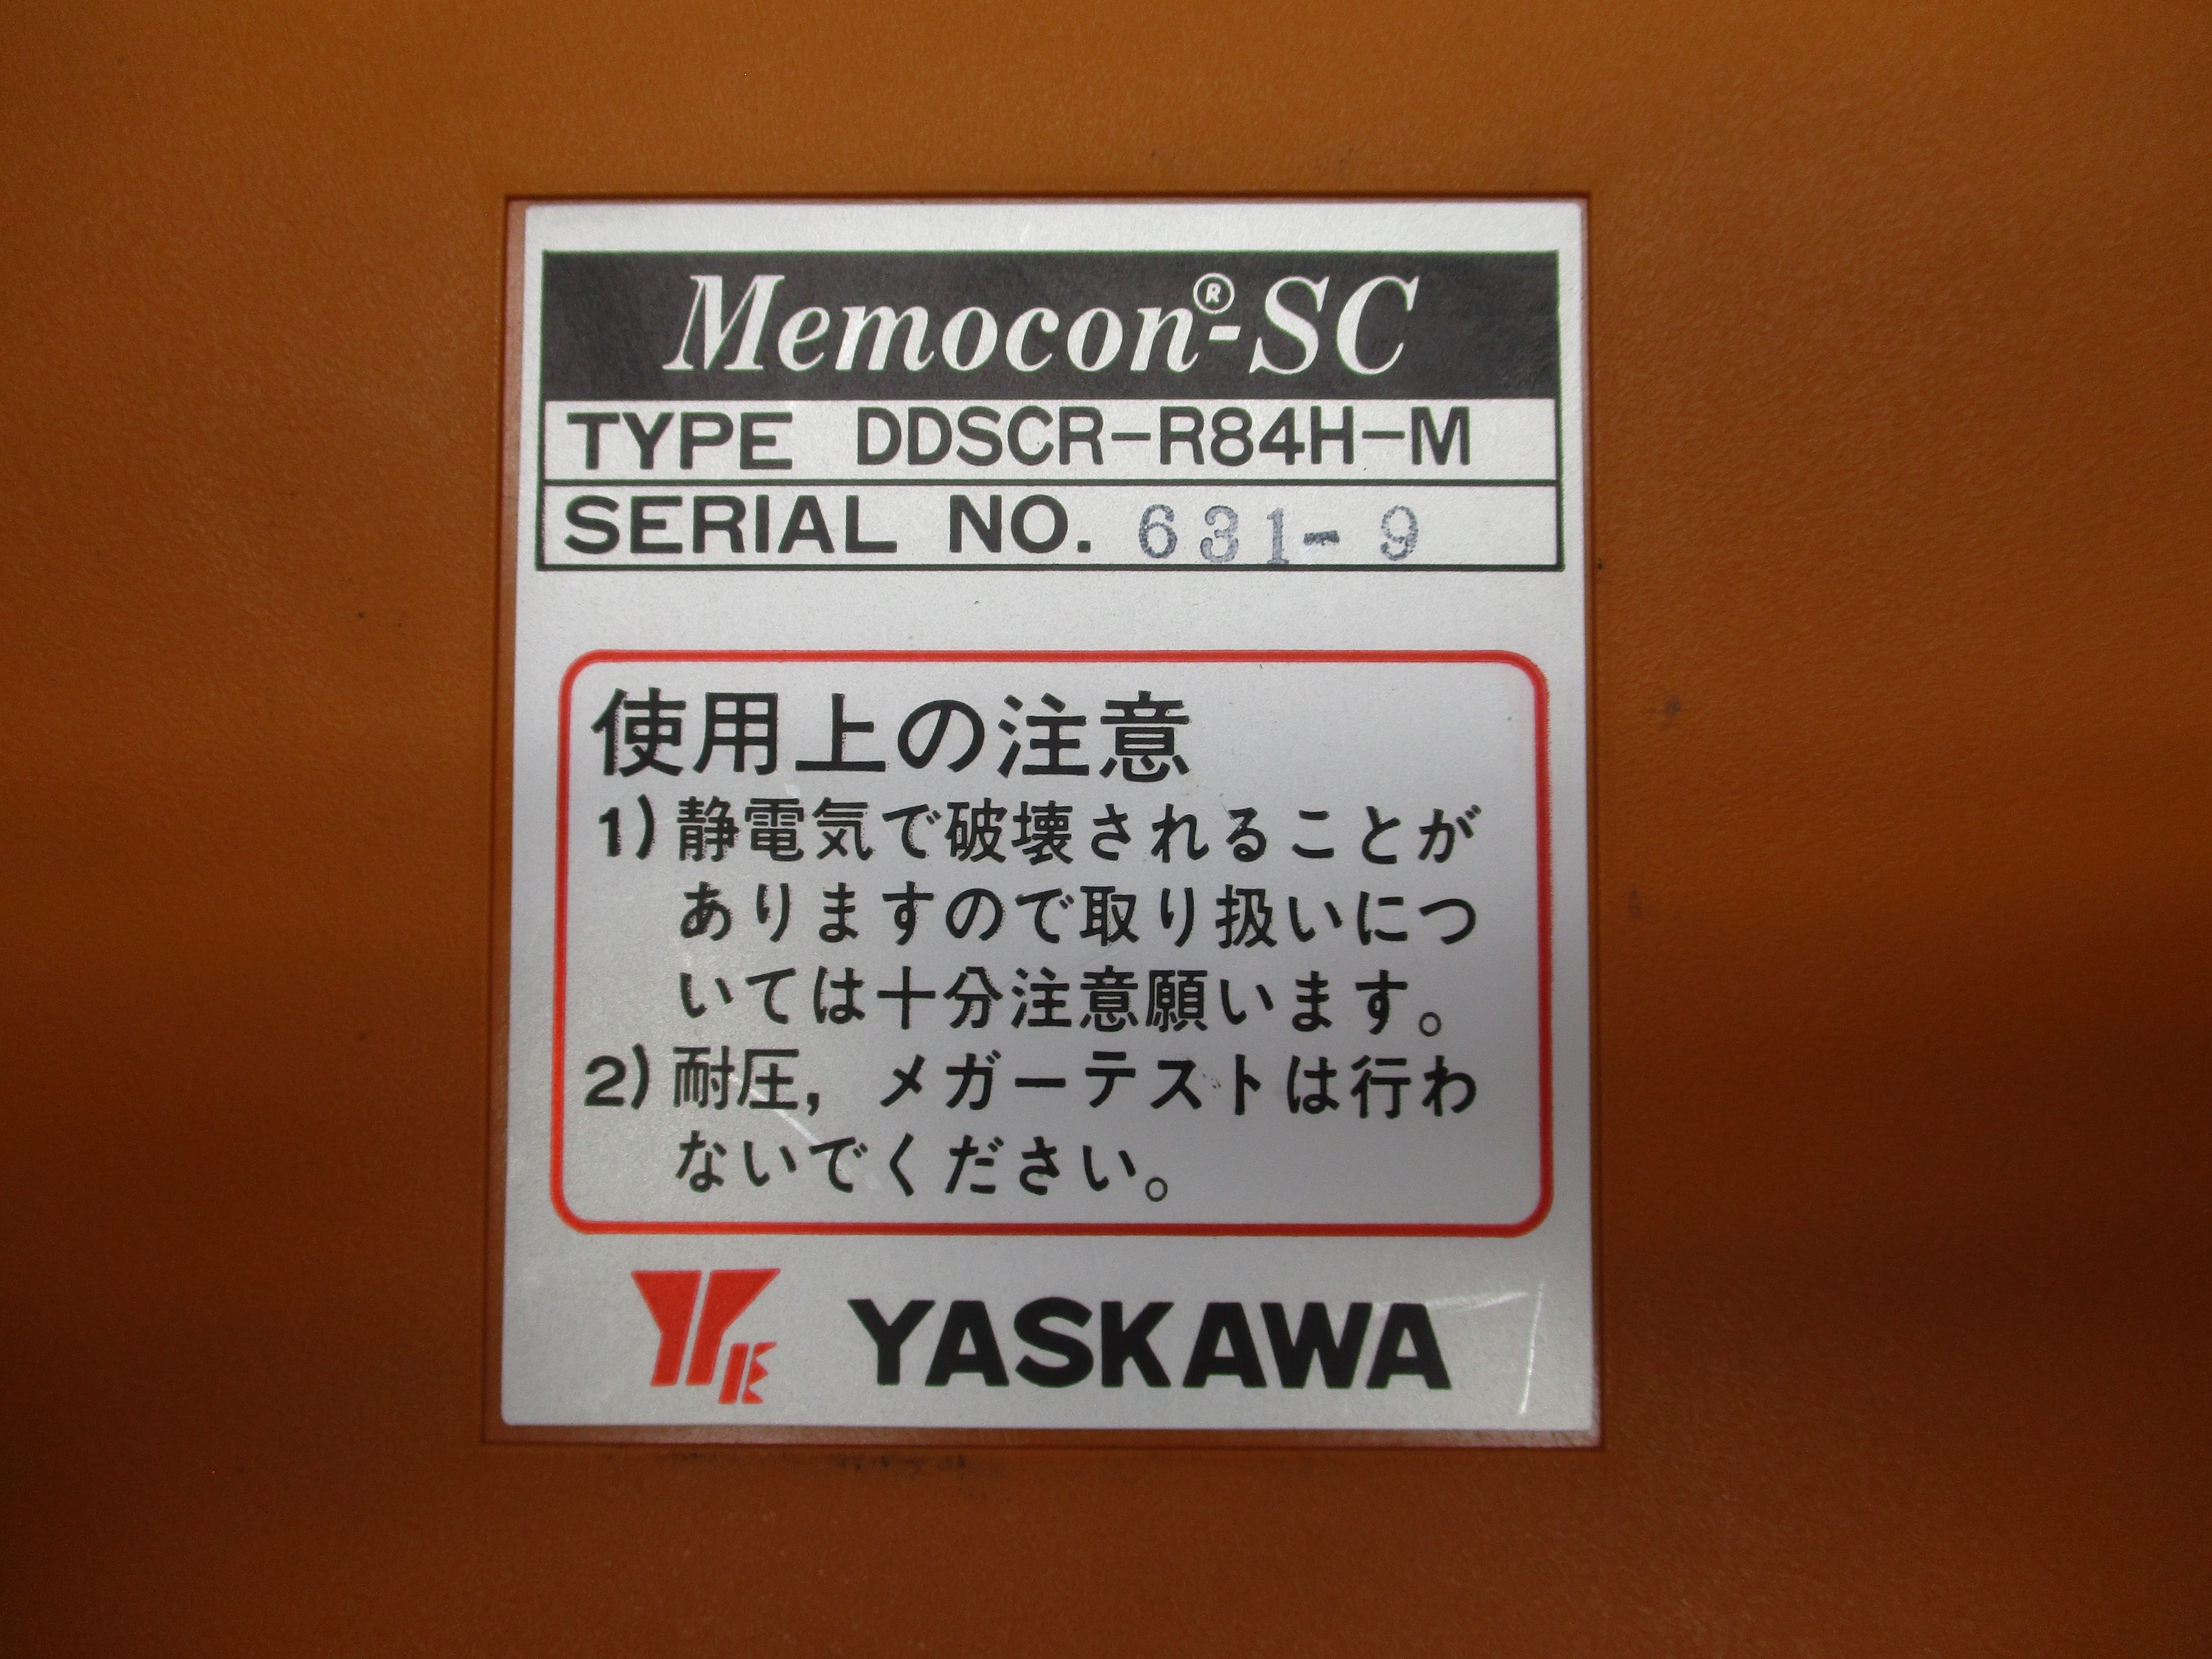 Memocon®-SC
TYPE DDSCR-R84H-M
SERIAL NO. 631-9
使用上の注意
1) 静電気で破壊されることが
ありますので取り扱いにつ
いては十分注意願います。
2) 耐圧，メガーテストは行わ
ないでください。
YE YASKAWA